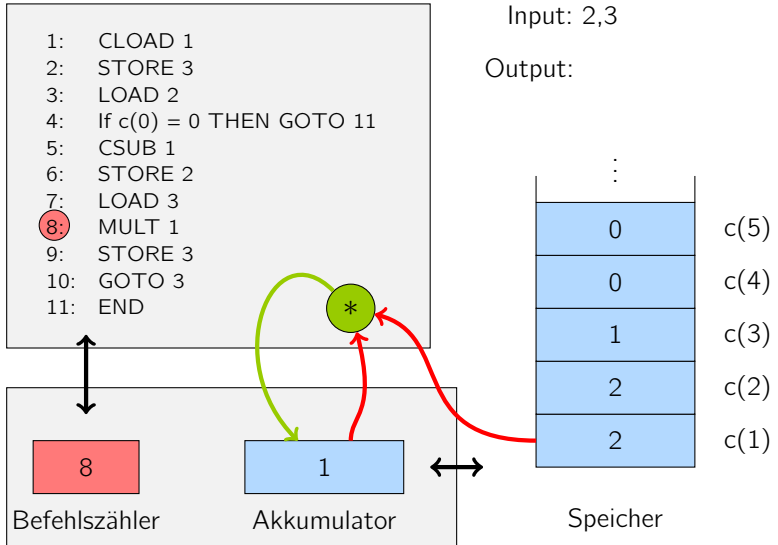 Input: 2,3
Output:
1: CLOAD 1
2: STORE 3
3: LOAD 2
4: If c(0) = 0 THEN GOTO 11
5: CSUB 1
6: STORE 2
7: LOAD 3
8: MULT 1
9: STORE 3
10: GOTO 3
11: END
*
⋮
0 c(5)
0 c(4)
1 c(3)
2 c(2)
2 c(1)
8 1
Befehlszähler Akkumulator Speicher